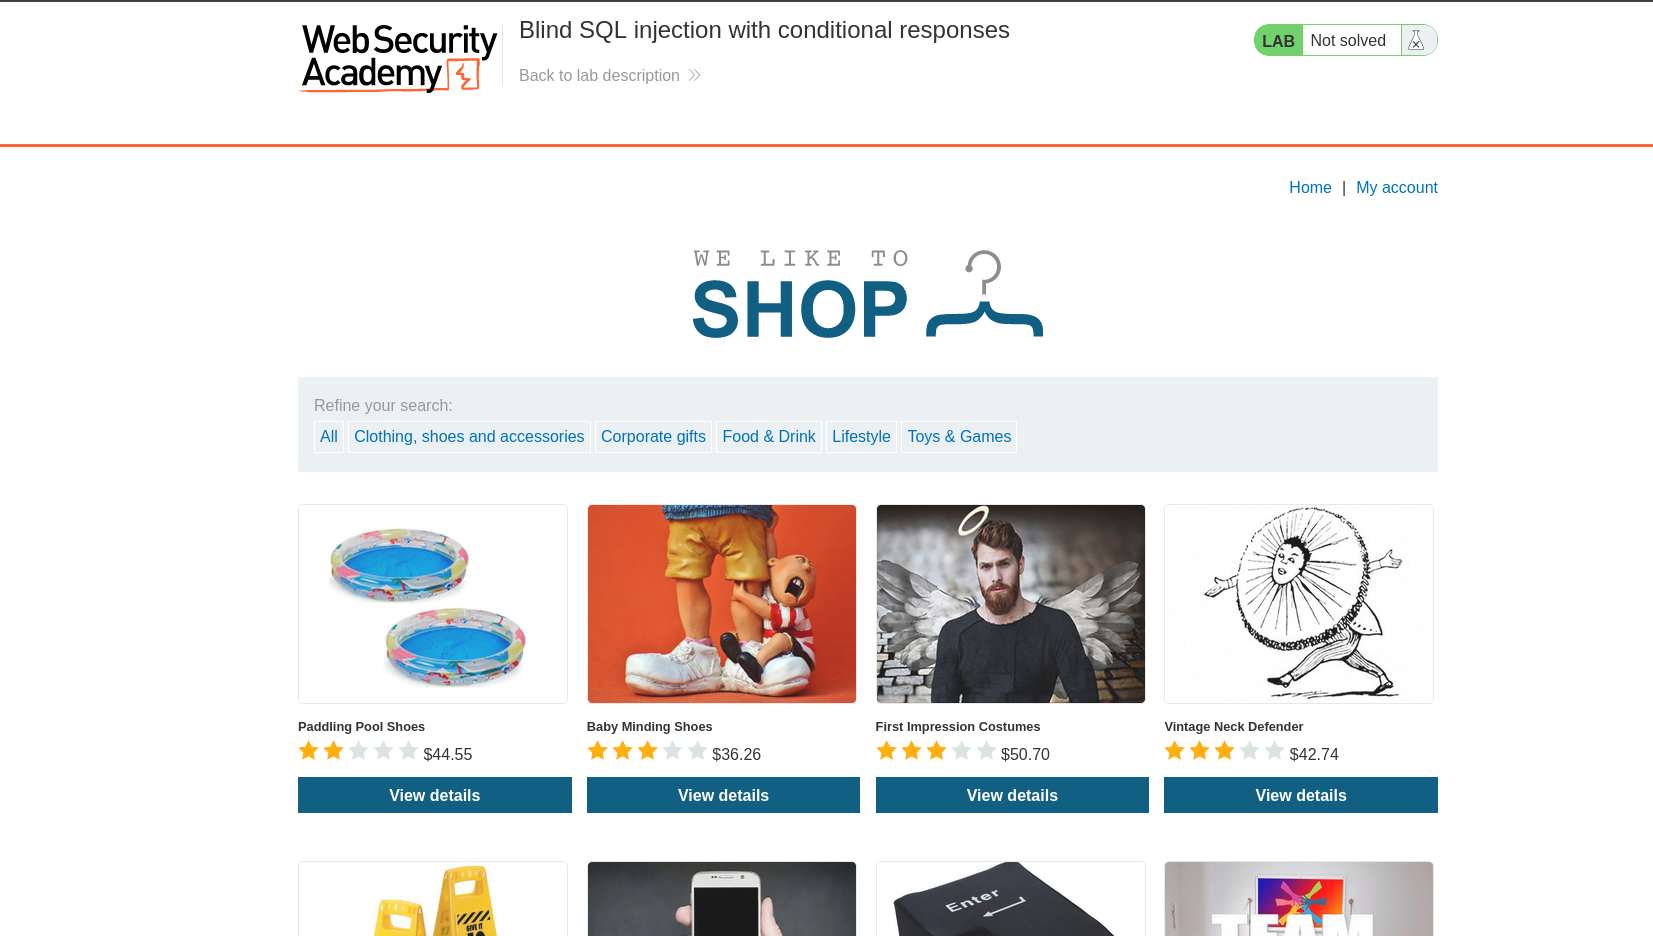 Web Security
Academy
Blind SQL injection with conditional responses
Back to lab description
LAB Not solved
Home | My account
WE LIKE TO
SHOP
Refine your search:
All Clothing, shoes and accessories Corporate gifts Food & Drink Lifestyle Toys & Games
Paddling Pool Shoes Baby Minding Shoes First Impression Costumes Vintage Neck Defender
$44.55 $36.26 $50.70 $42.74
View details View details View details View details
Enter
GIVE IT
TEAM